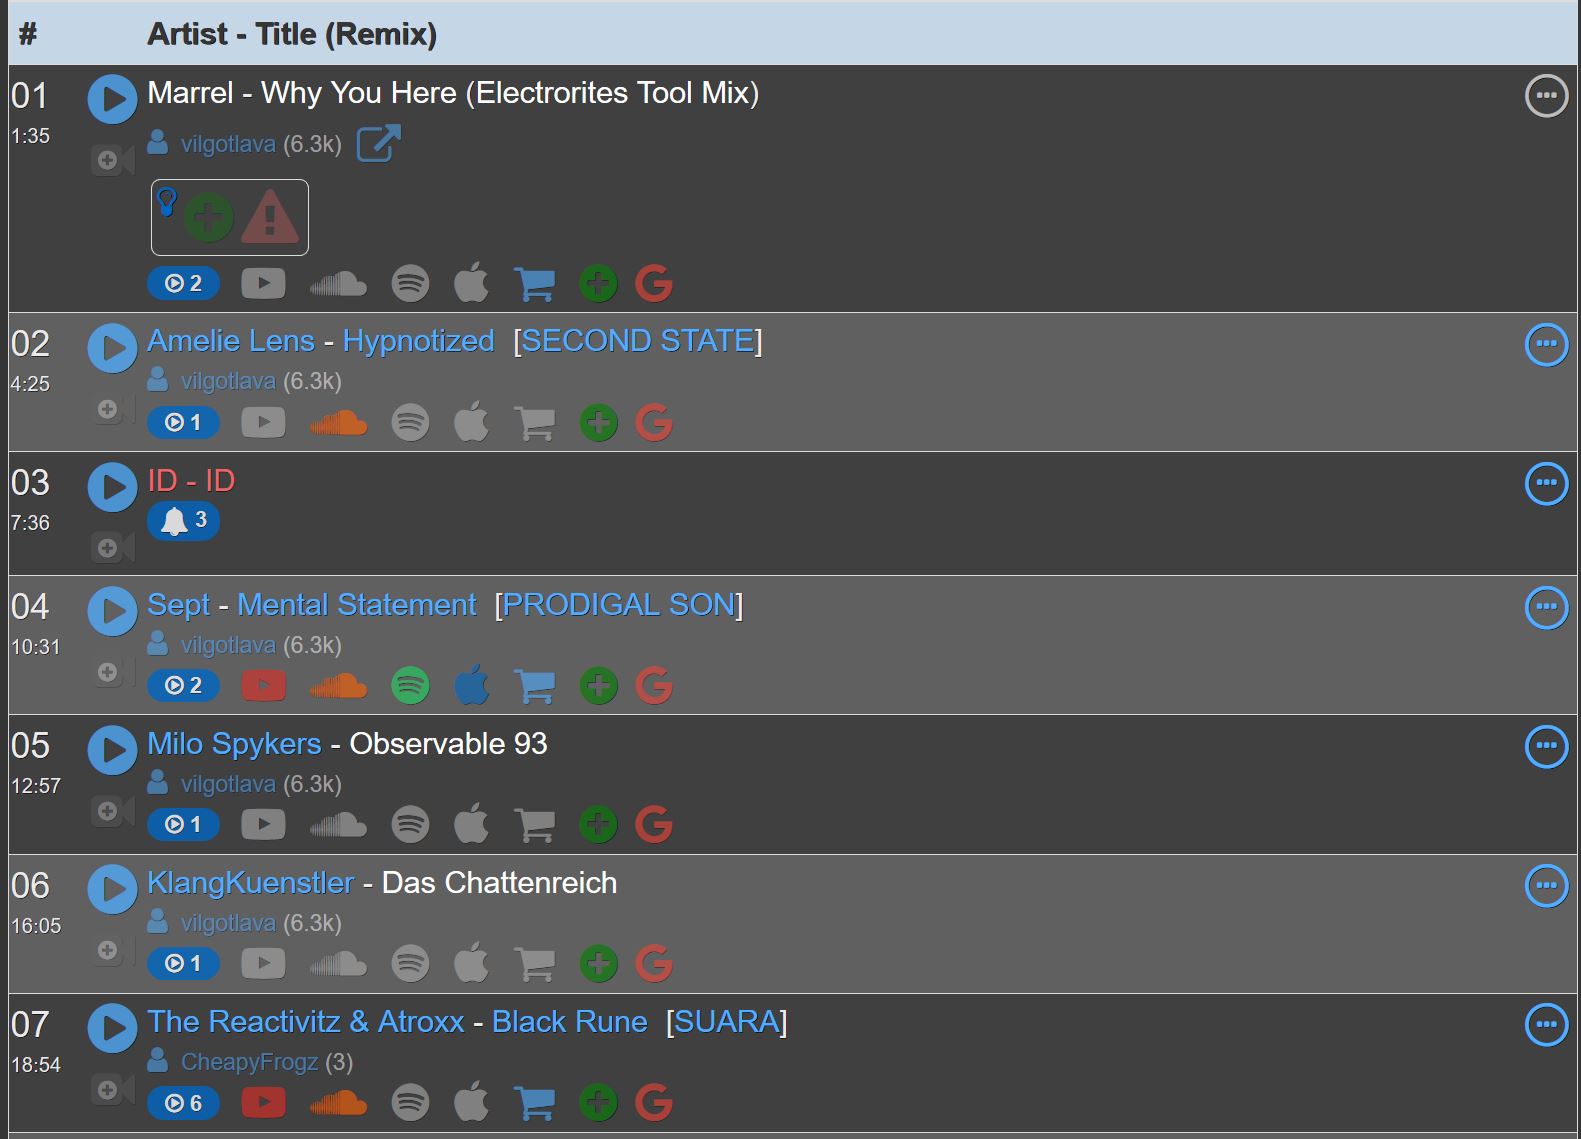 # Artist - Title (Remix)
01 Marrel - Why You Here (Electrorites Tool Mix)
1:35 vilgotlava (6.3k)
2
02 Amelie Lens - Hypnotized [SECOND STATE]
4:25 vilgotlava (6.3k)
1
03 ID - ID
7:36 3
04 Sept - Mental Statement [PRODIGAL SON]
10:31 vilgotlava (6.3k)
2
05 Milo Spykers - Observable 93
12:57 vilgotlava (6.3k)
1
06 KlangKuenstler - Das Chattenreich
16:05 vilgotlava (6.3k)
1
07 The Reactivitz & Atroxx - Black Rune [SUARA]
18:54 CheapyFrogz (3)
6